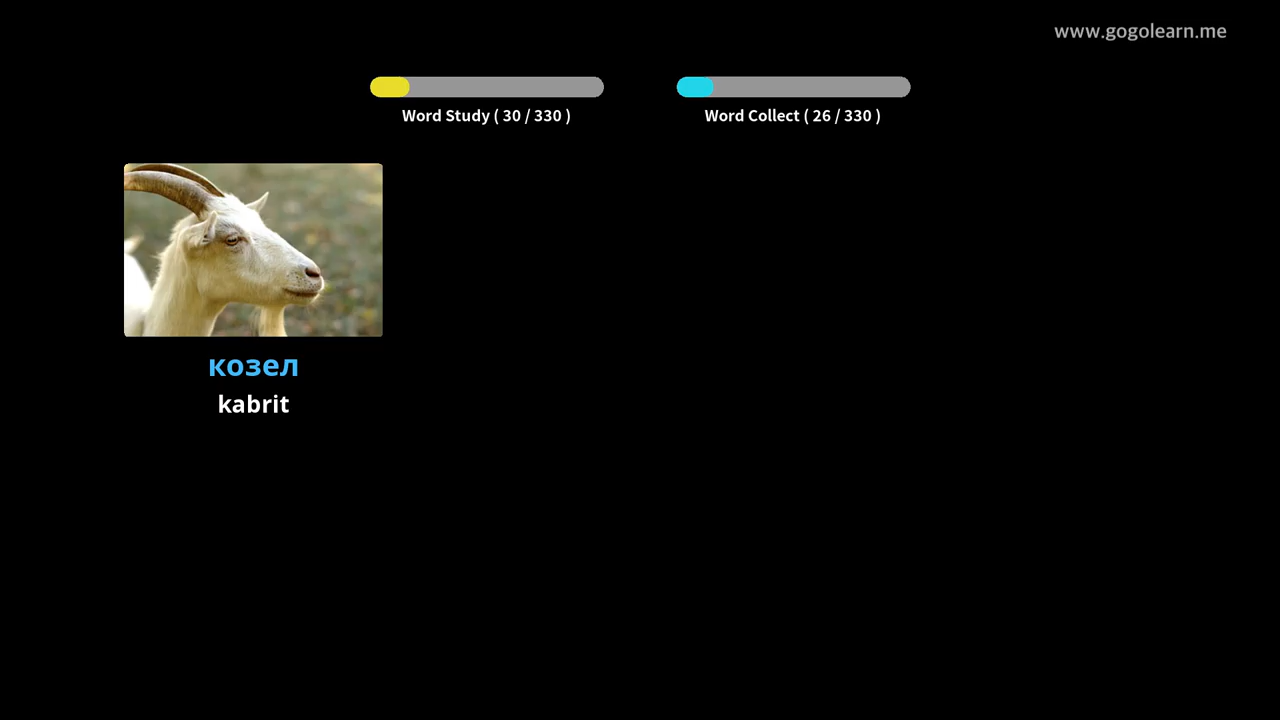 www.gogolearn.me
Word Study ( 30 / 330 )
Word Collect ( 26 / 330 )
козел
kabrit